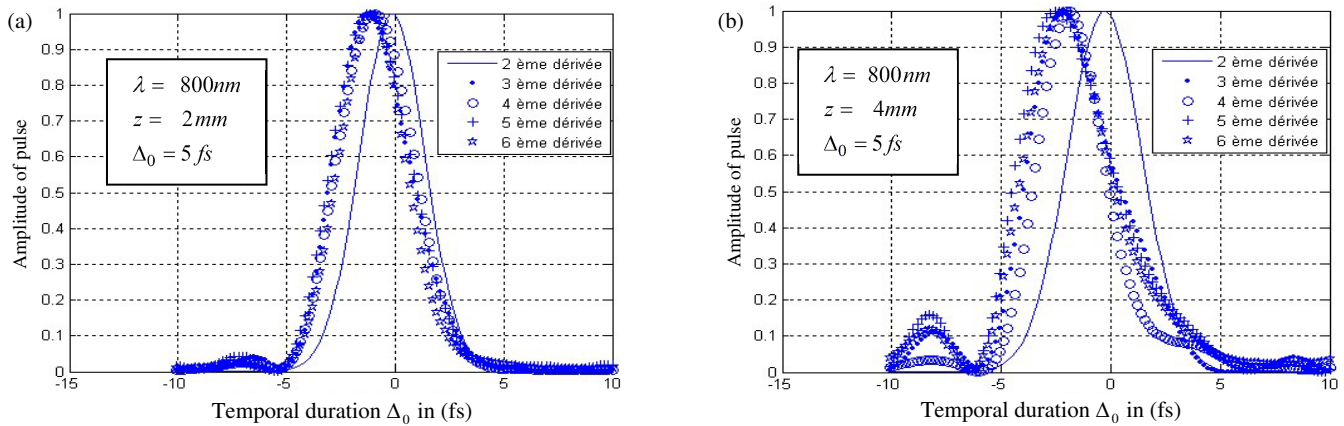 (a)
1
0.9
0.8
0.7
0.6
0.5
0.4
0.3
0.2
0.1
0
-15
-10
-5
0
5
10
Amplitude of pulse
Temporal duration Δ₀ in (fs)
λ = 800nm
z = 2mm
Δ₀ = 5 fs
2 ème dérivée
3 ème dérivée
4 ème dérivée
5 ème dérivée
6 ème dérivée
(b)
1
0.9
0.8
0.7
0.6
0.5
0.4
0.3
0.2
0.1
0
-15
-10
-5
0
5
10
Amplitude of pulse
Temporal duration Δ₀ in (fs)
λ = 800nm
z = 4mm
Δ₀ = 5 fs
2 ème dérivée
3 ème dérivée
4 ème dérivée
5 ème dérivée
6 ème dérivée